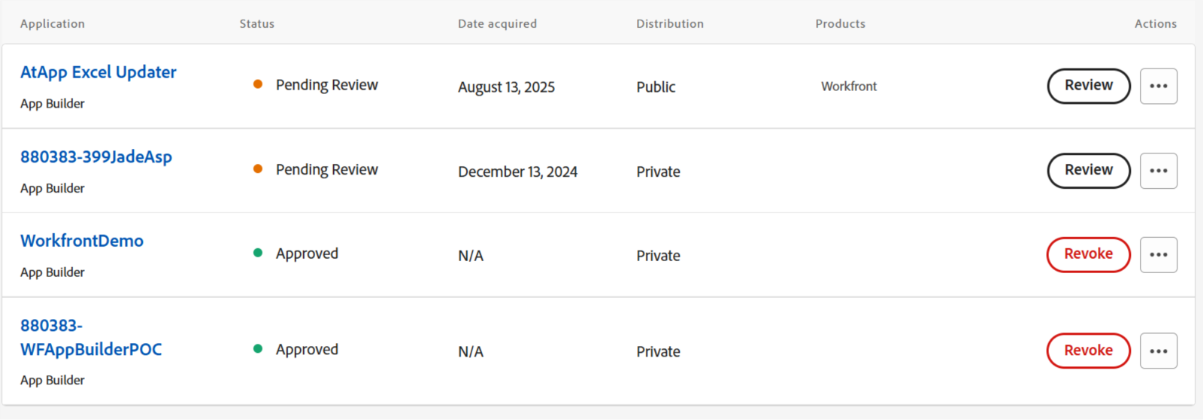 Application Status Date acquired Distribution Products Actions
AtApp Excel Updater
App Builder
Pending Review August 13, 2025 Public Workfront Review
880383-399JadeAsp
App Builder
Pending Review December 13, 2024 Private Review
WorkfrontDemo
App Builder
Approved N/A Private Revoke
880383-
WFAppBuilderPOC
App Builder
Approved N/A Private Revoke